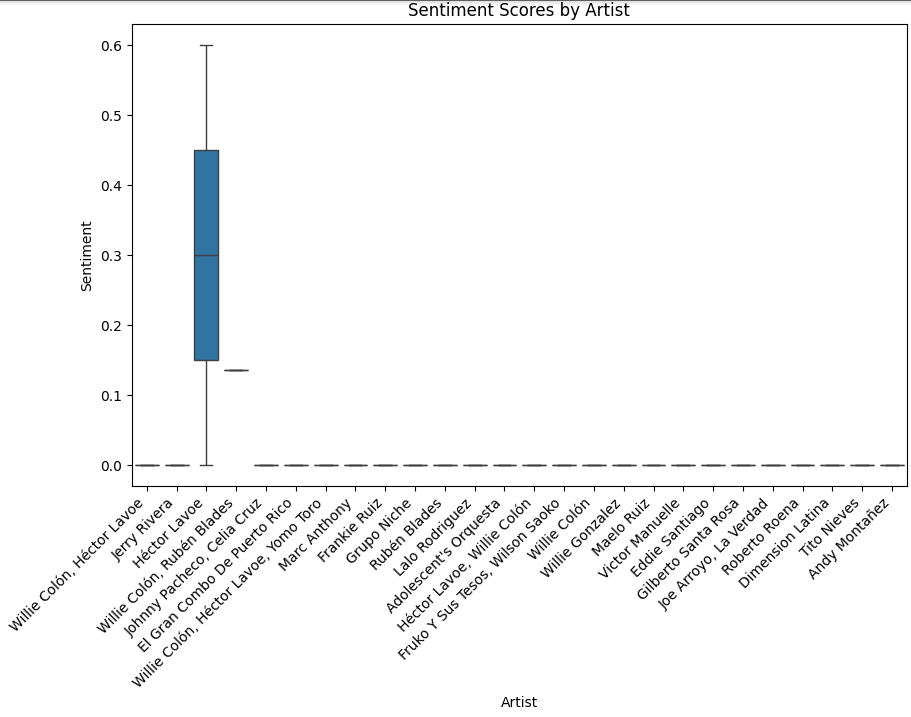 Sentiment Scores by Artist
0.6
0.5
0.4
0.3
0.2
0.1
0.0
Sentiment
Willie Colón, Héctor Lavoe
Jerry Rivera
Héctor Lavoe
Willie Colón, Rubén Blades
Johnny Pacheco, Celia Cruz
El Gran Combo De Puerto Rico
Willie Colón, Héctor Lavoe, Yomo Toro
Marc Anthony
Frankie Ruiz
Grupo Niche
Rubén Blades
Lalo Rodriguez
Adolescent's Orquesta
Héctor Lavoe, Willie Colón
Fruko Y Sus Tesos, Wilson Saoko
Willie Colón
Willie Gonzalez
Maelo Ruiz
Victor Manuelle
Eddie Santiago
Gilberto Santa Rosa
Joe Arroyo, La Verdad
Roberto Roena
Dimension Latina
Tito Nieves
Andy Montañez
Artist